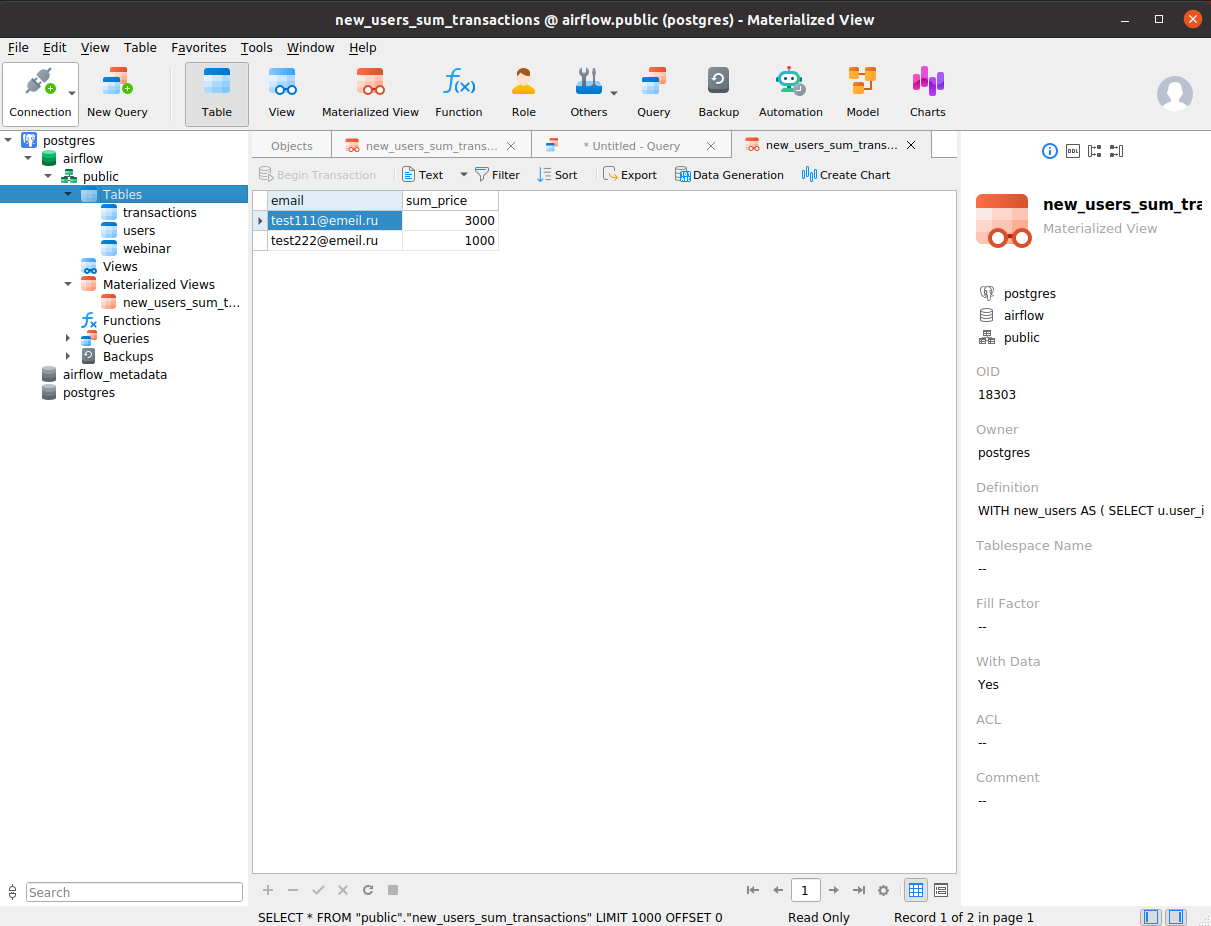 new_users_sum_transactions @ airflow.public (postgres) - Materialized View
File Edit View Table Favorites Tools Window Help
Connection New Query Table View Materialized View Function Role Others Query Backup Automation Model Charts
postgres
airflow
public
Tables
transactions
users
webinar
Views
Materialized Views
new_users_sum_t...
Functions
Queries
Backups
airflow_metadata
postgres
Search
Objects new_users_sum_trans... * Untitled - Query new_users_sum_trans...
Begin Transaction Text Filter Sort Export Data Generation Create Chart
email sum_price
test111@emeil.ru 3000
test222@emeil.ru 1000
1
SELECT * FROM "public"."new_users_sum_transactions" LIMIT 1000 OFFSET 0 Read Only Record 1 of 2 in page 1
DDL
new_users_sum_tra
Materialized View
postgres
airflow
public
OID
18303
Owner
postgres
Definition
WITH new_users AS ( SELECT u.user_i
Tablespace Name
--
Fill Factor
--
With Data
Yes
ACL
--
Comment
--